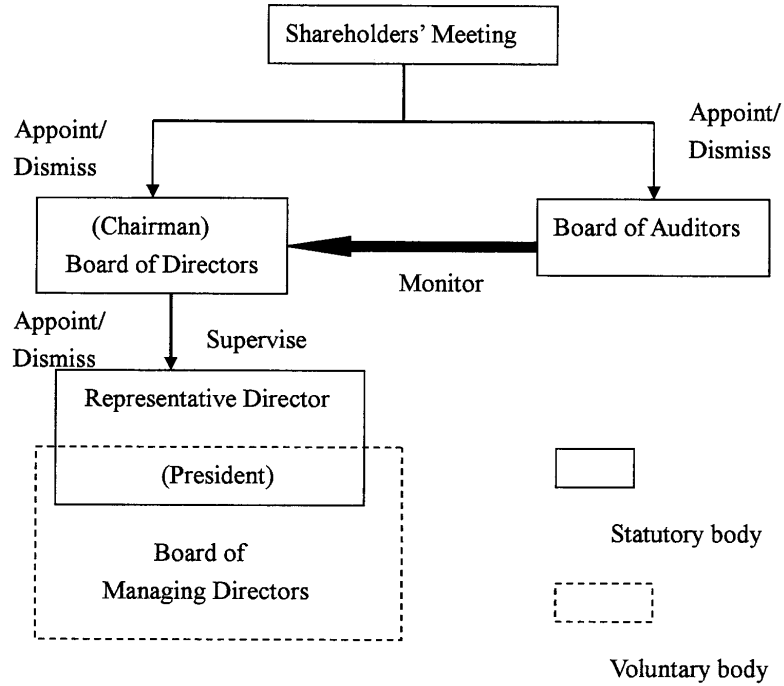 Shareholders’ Meeting
Appoint/
Dismiss
Appoint/
Dismiss
(Chairman)
Board of Directors
Board of Auditors
Monitor
Appoint/
Dismiss
Supervise
Representative Director
(President)
Board of
Managing Directors
Statutory body
Voluntary body